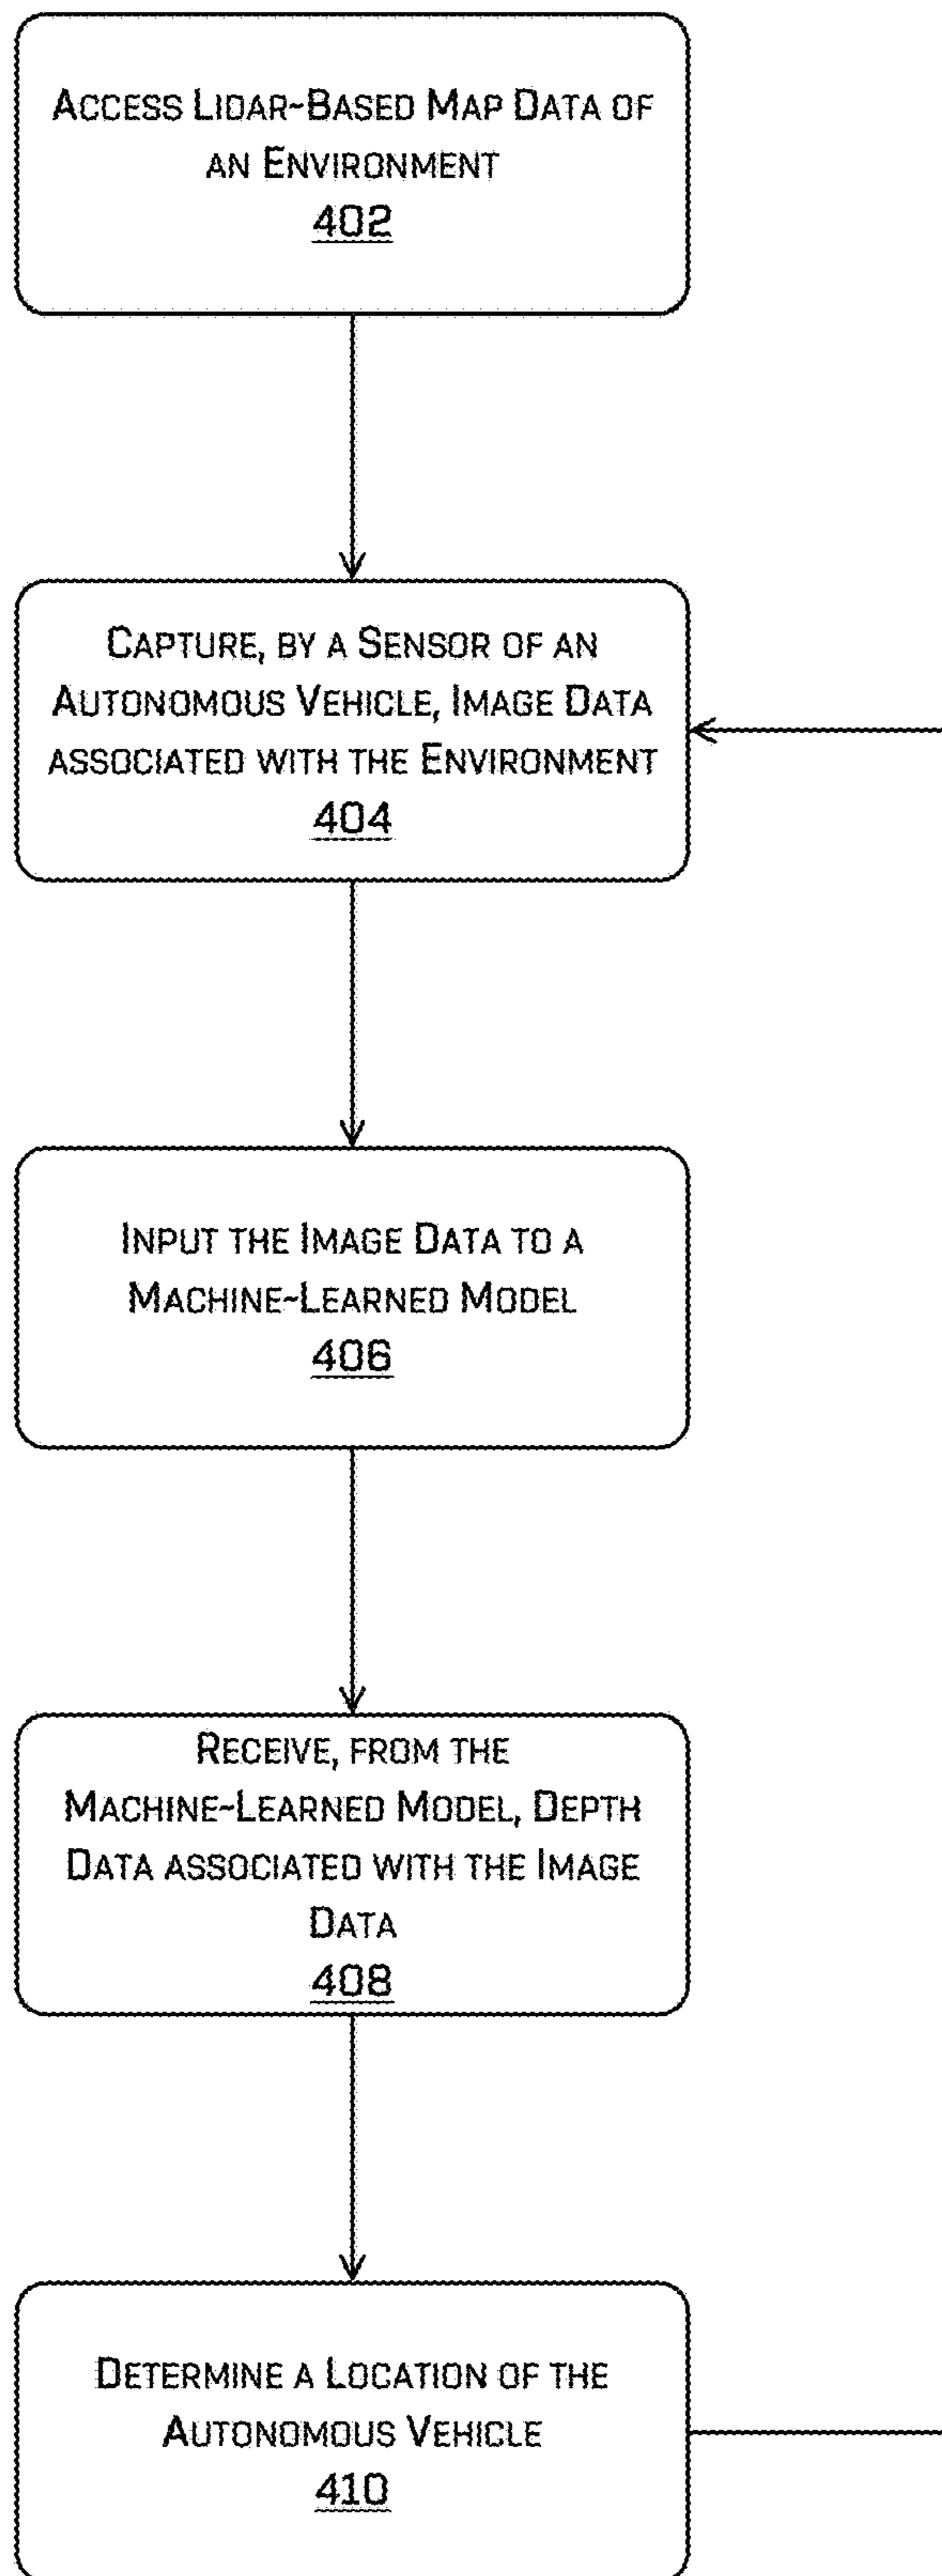 Access Lidar-Based Map Data of
an Environment
402
Capture, by a Sensor of an
Autonomous Vehicle, Image Data
associated with the Environment
404
Input the Image Data to a
Machine-Learned Model
406
Receive, from the
Machine-Learned Model, Depth
Data associated with the Image
Data
408
Determine a Location of the
Autonomous Vehicle
410